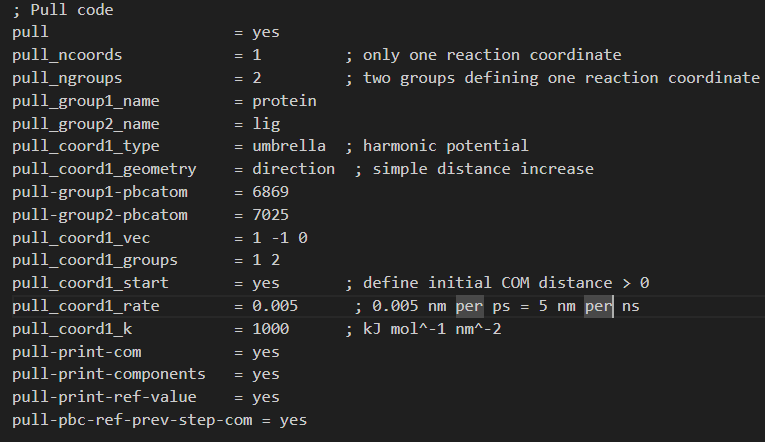 ; Pull code
pull = yes
pull_ncoords = 1 ; only one reaction coordinate
pull_ngroups = 2 ; two groups defining one reaction coordinate
pull_group1_name = protein
pull_group2_name = lig
pull_coord1_type = umbrella ; harmonic potential
pull_coord1_geometry = direction ; simple distance increase
pull-group1-pbcatom = 6869
pull-group2-pbcatom = 7025
pull_coord1_vec = 1 -1 0
pull_coord1_groups = 1 2
pull_coord1_start = yes ; define initial COM distance > 0
pull_coord1_rate = 0.005 ; 0.005 nm per ps = 5 nm per ns
pull_coord1_k = 1000 ; kJ mol^-1 nm^-2
pull-print-com = yes
pull-print-components = yes
pull-print-ref-value = yes
pull-pbc-ref-prev-step-com = yes